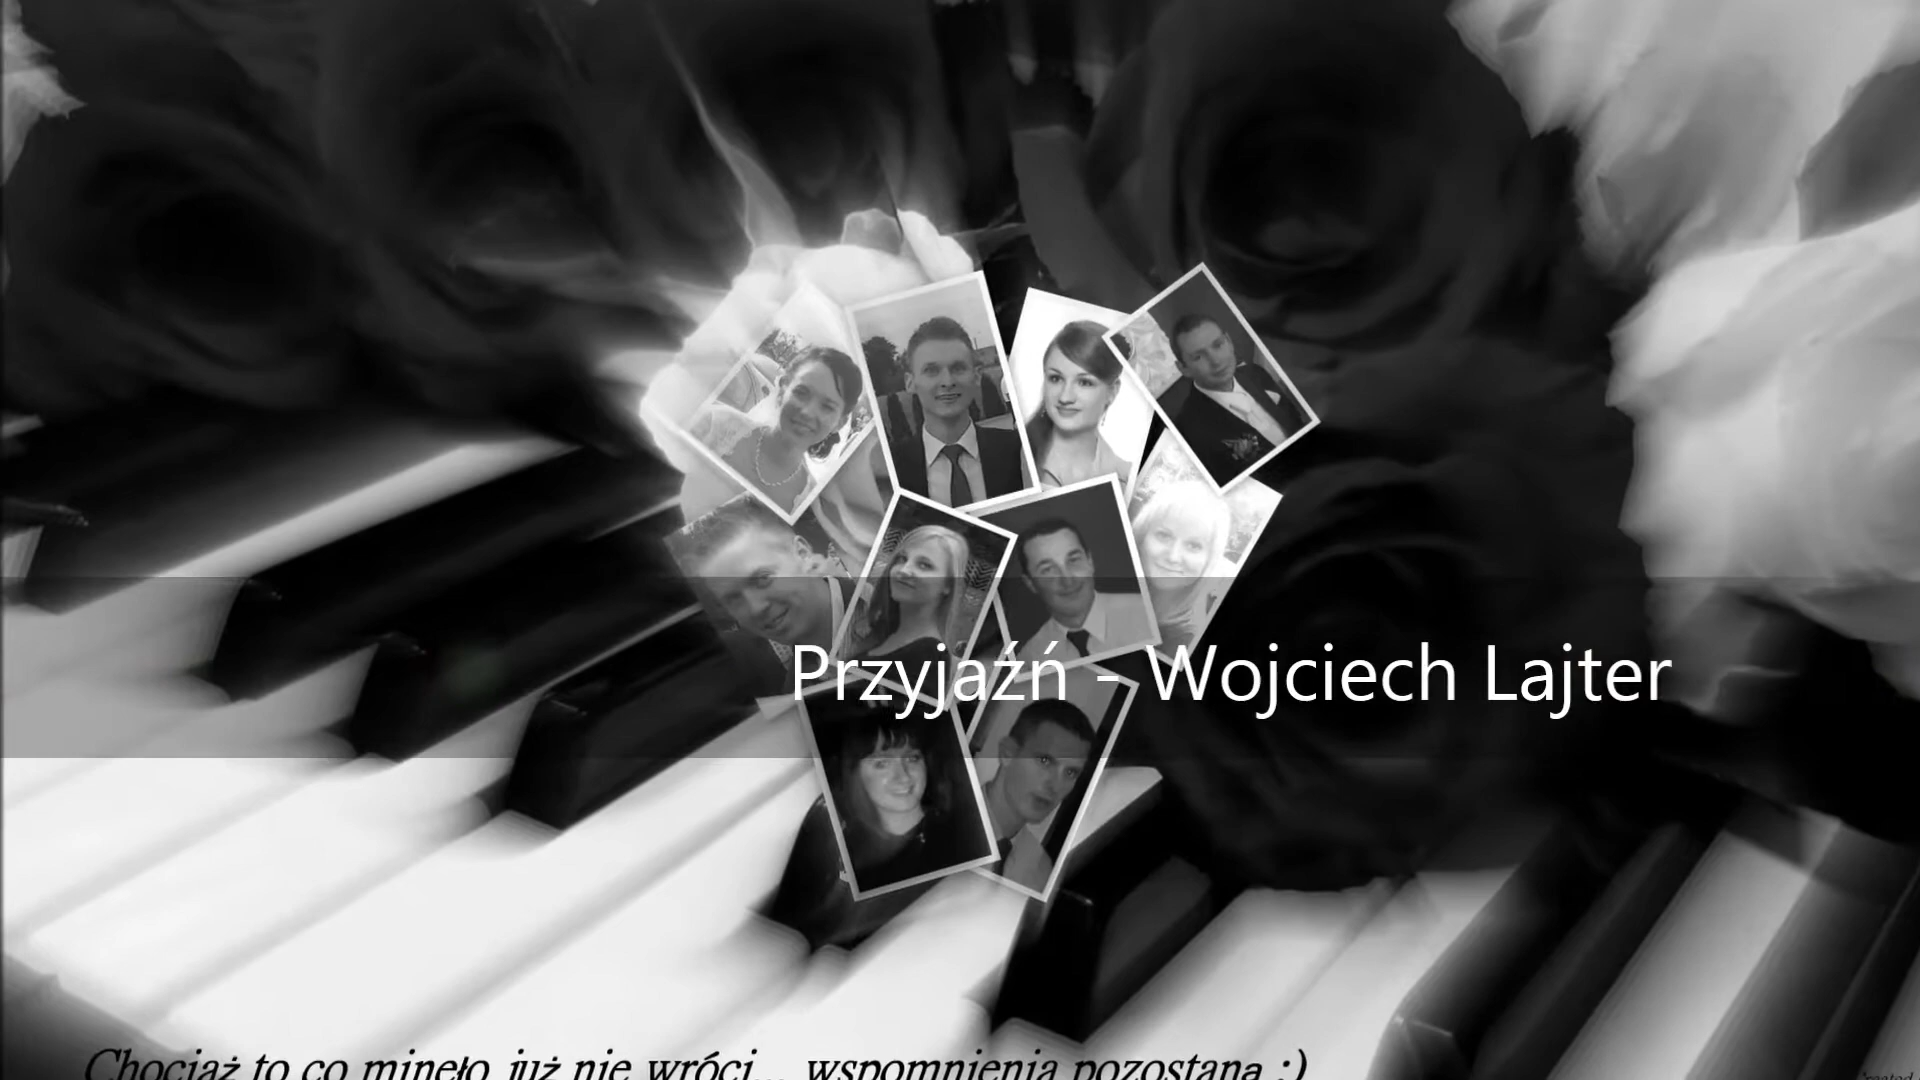 Przyjaźń - Wojciech Lajter
Chociaż to co minęło już nie wróci... wspomnienia pozostaną :)